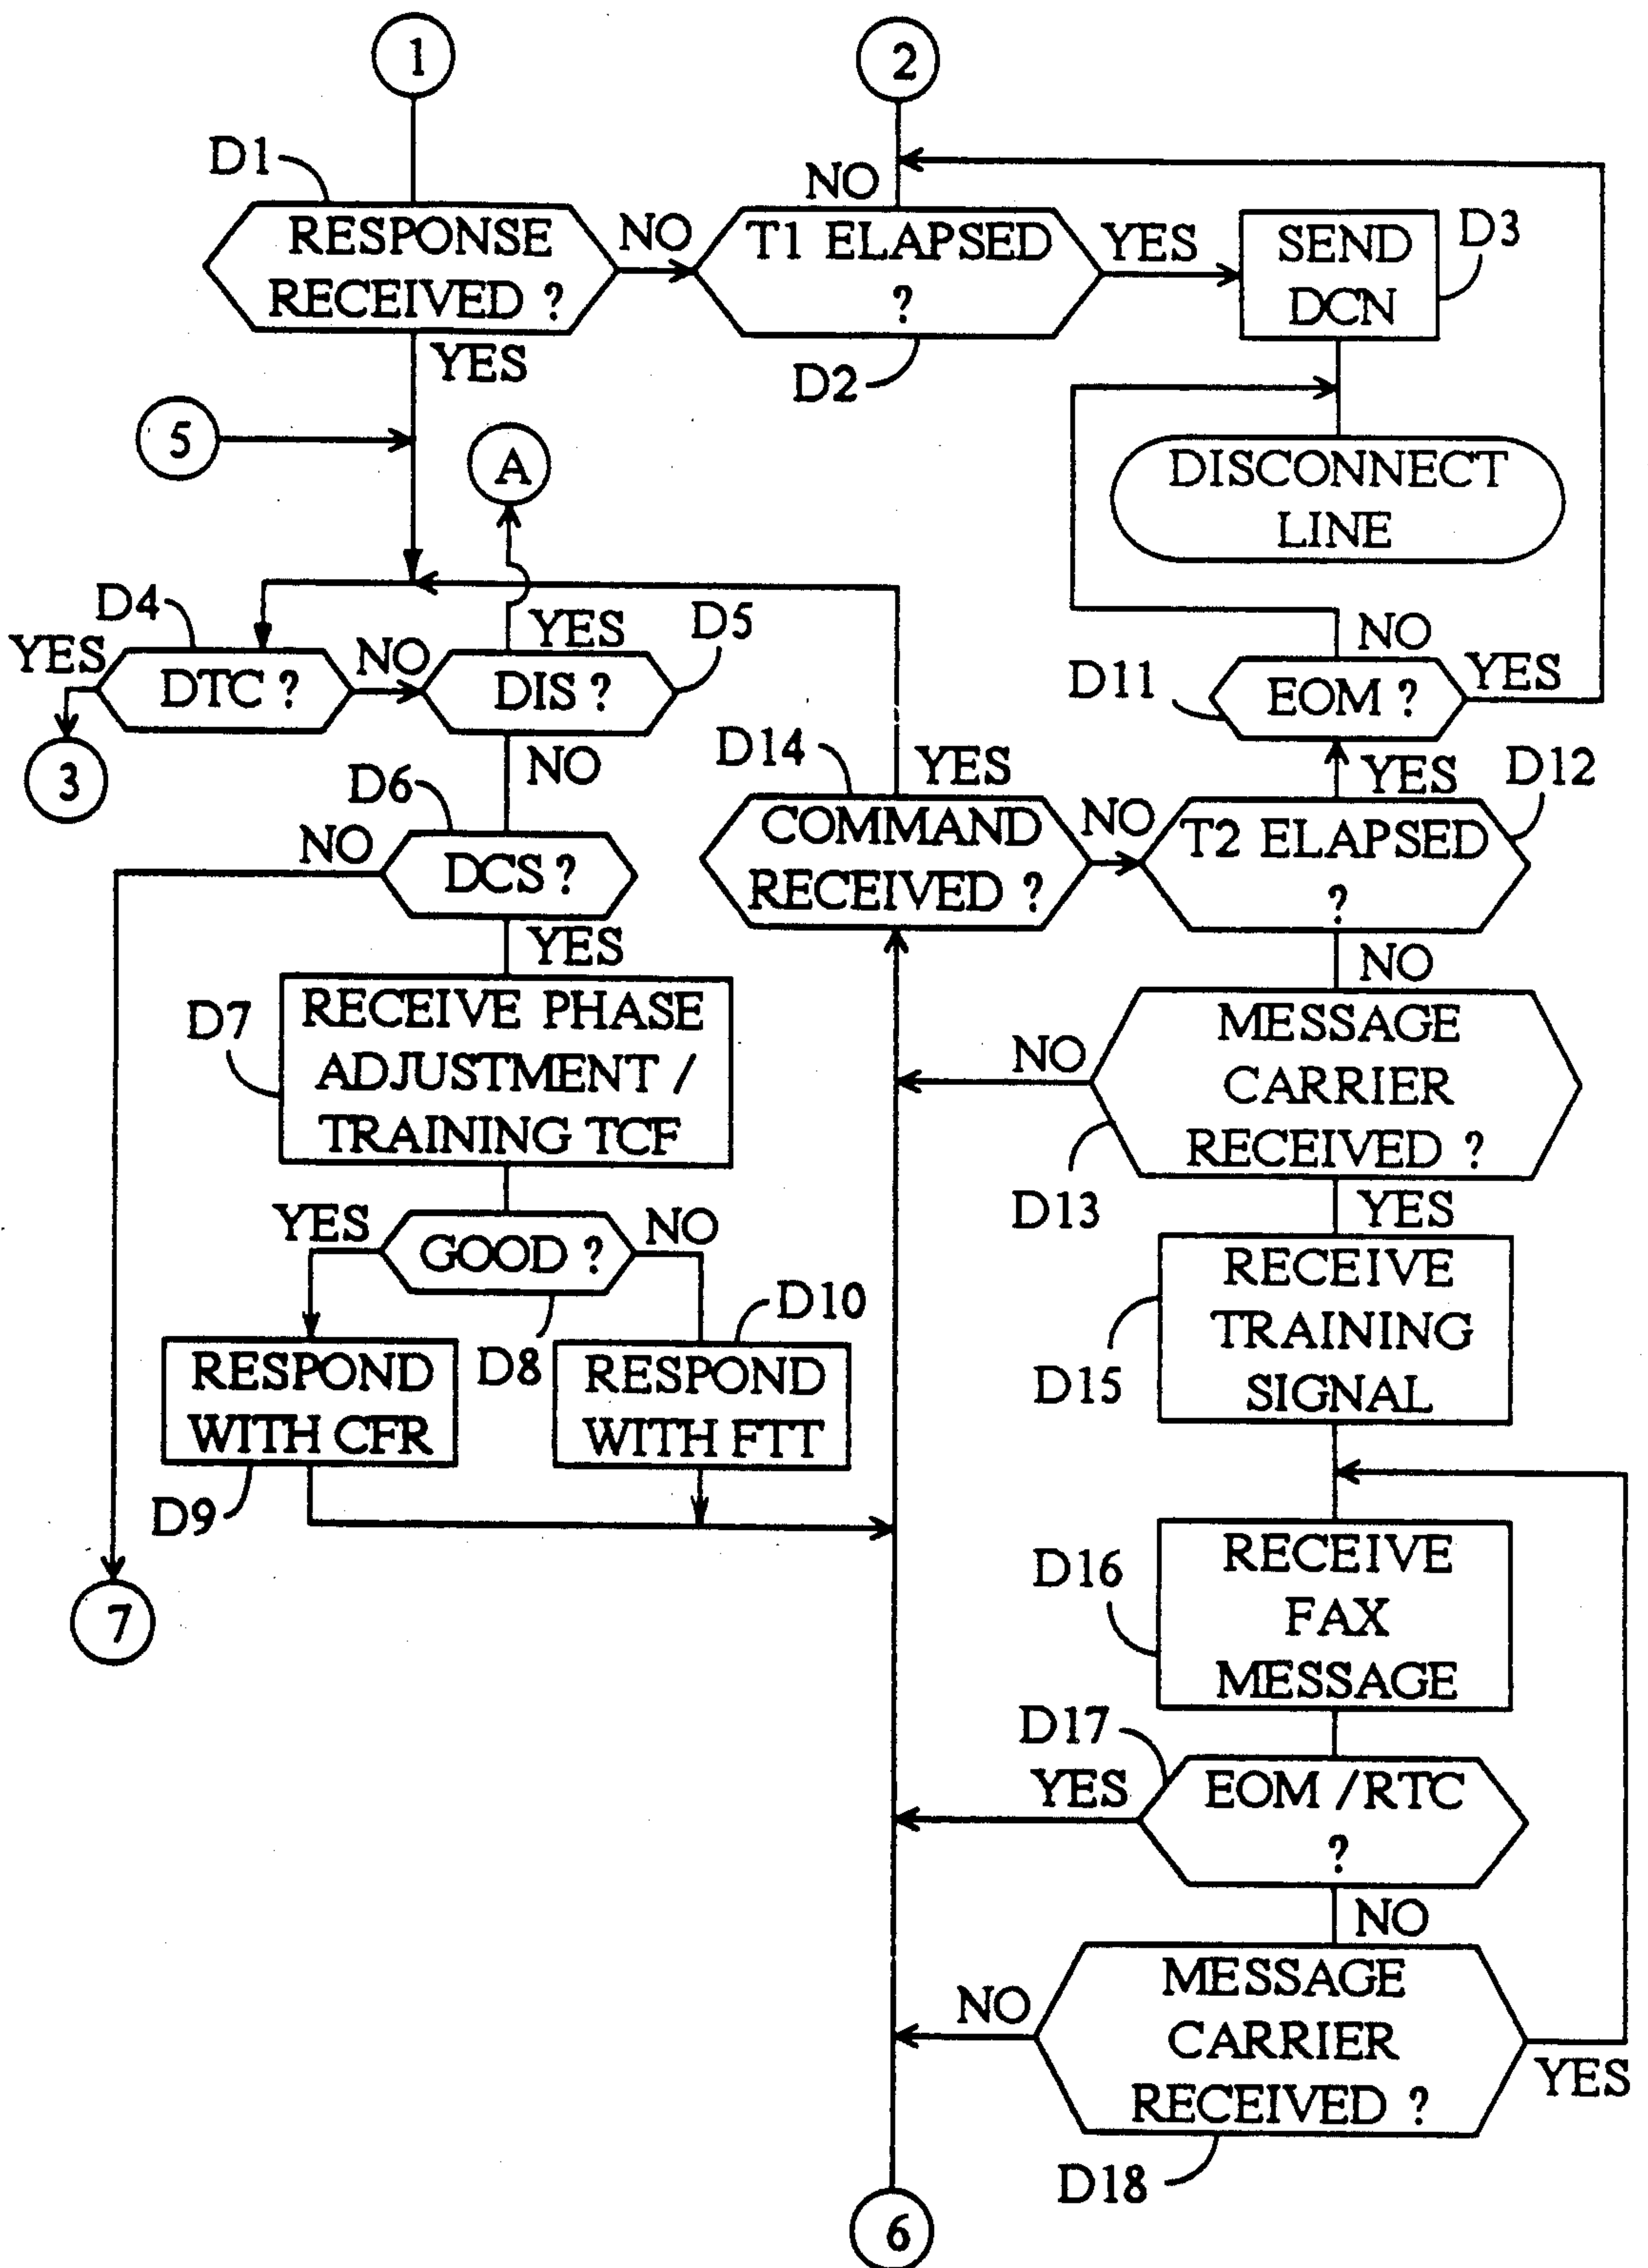 1
2
D1
NO
RESPONSE
RECEIVED ?
NO
T1 ELAPSED
?
YES
SEND
DCN
D3
YES
D2
5
A
DISCONNECT
LINE
D4
YES
DTC ?
NO
YES
DIS ?
D5
NO
D11
EOM ?
YES
3
D6
NO
D14
YES
YES
D12
NO
DCS ?
COMMAND
RECEIVED ?
NO
T2 ELAPSED
?
YES
NO
D7
RECEIVE PHASE
ADJUSTMENT /
TRAINING TCF
NO
MESSAGE
CARRIER
RECEIVED ?
D13
YES
YES
GOOD ?
NO
D8
D10
RESPOND
WITH CFR
D9
RESPOND
WITH FTT
D15
RECEIVE
TRAINING
SIGNAL
7
D16
RECEIVE
FAX
MESSAGE
D17
YES
EOM /RTC
?
NO
NO
MESSAGE
CARRIER
RECEIVED ?
YES
D18
6